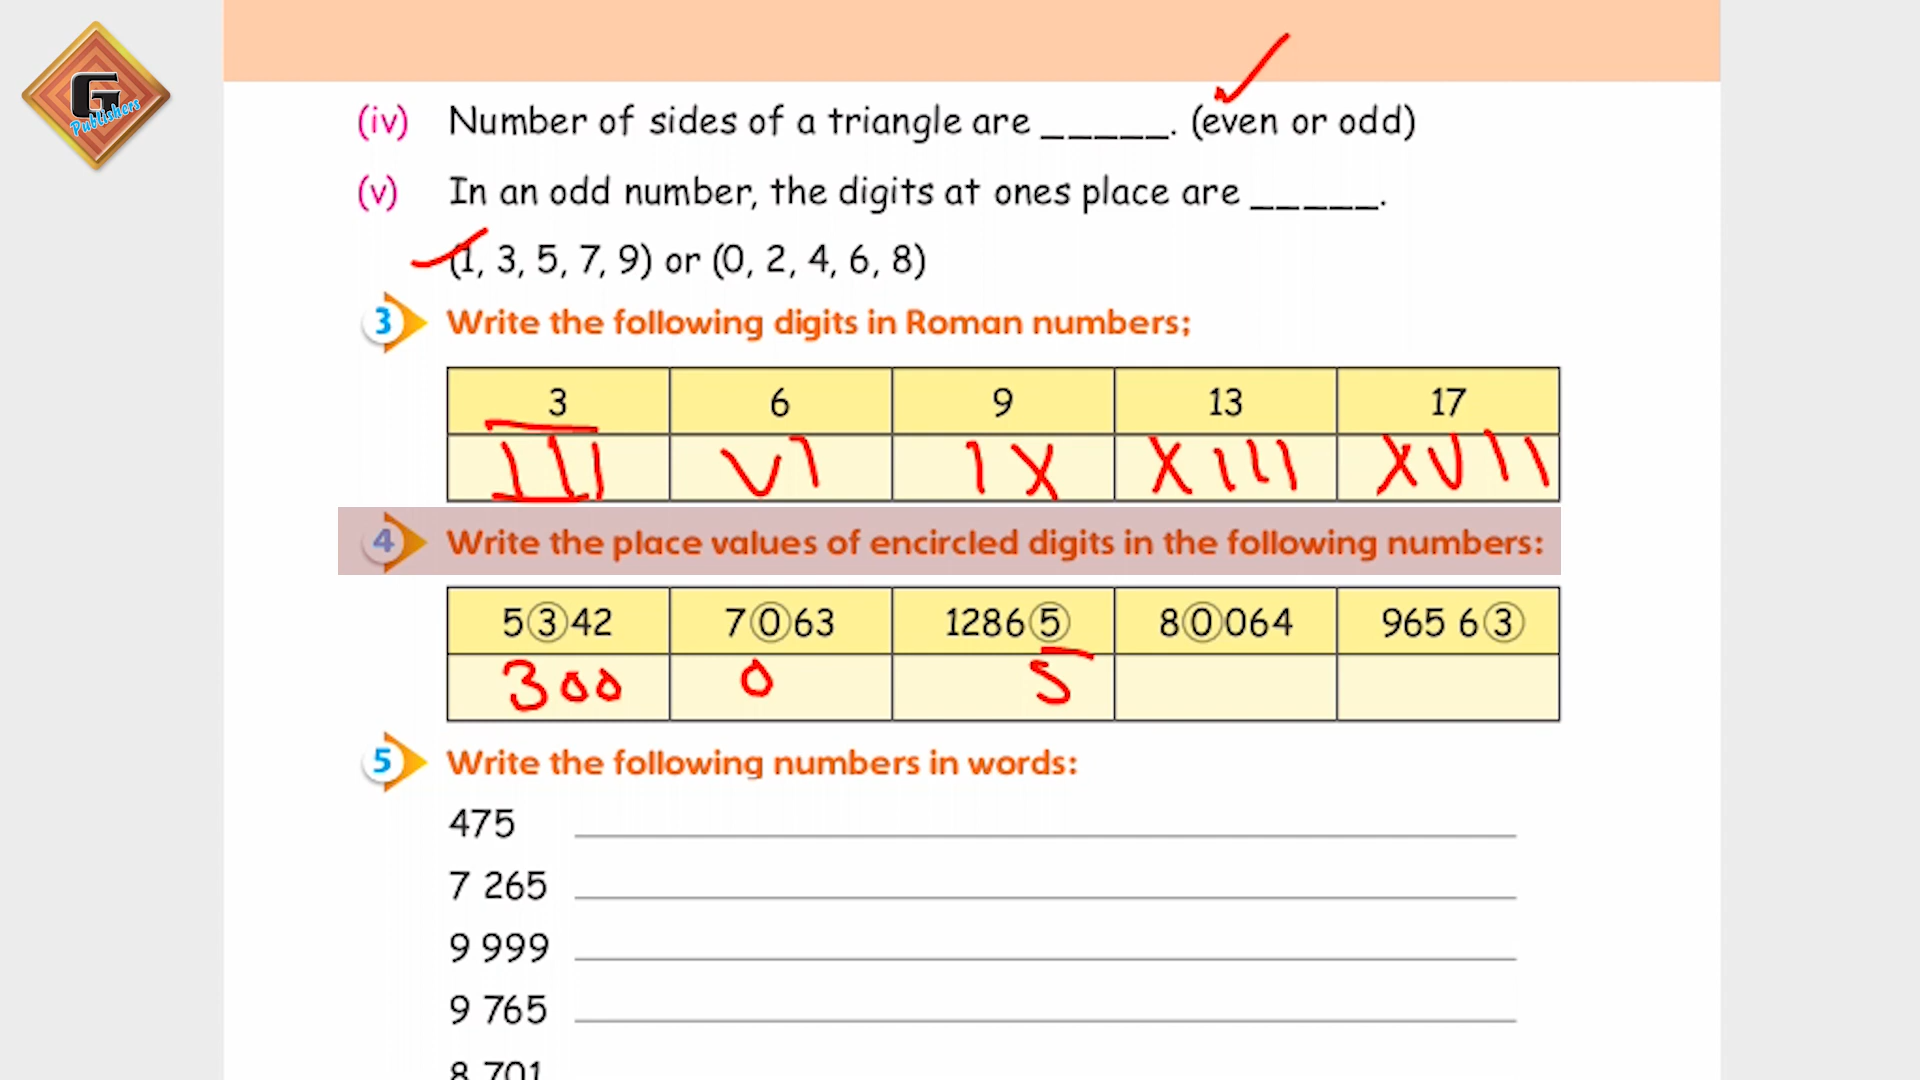 G
Publishers
(iv) Number of sides of a triangle are _____. (even or odd)
(v) In an odd number, the digits at ones place are _____.
(1, 3, 5, 7, 9) or (0, 2, 4, 6, 8)
3 Write the following digits in Roman numbers;
3 6 9 13 17
III VI IX XIII XVII
4 Write the place values of encircled digits in the following numbers:
5342 7063 12865 80064 965 63
300 0 5
5 Write the following numbers in words:
475
7 265
9 999
9 765
8 701